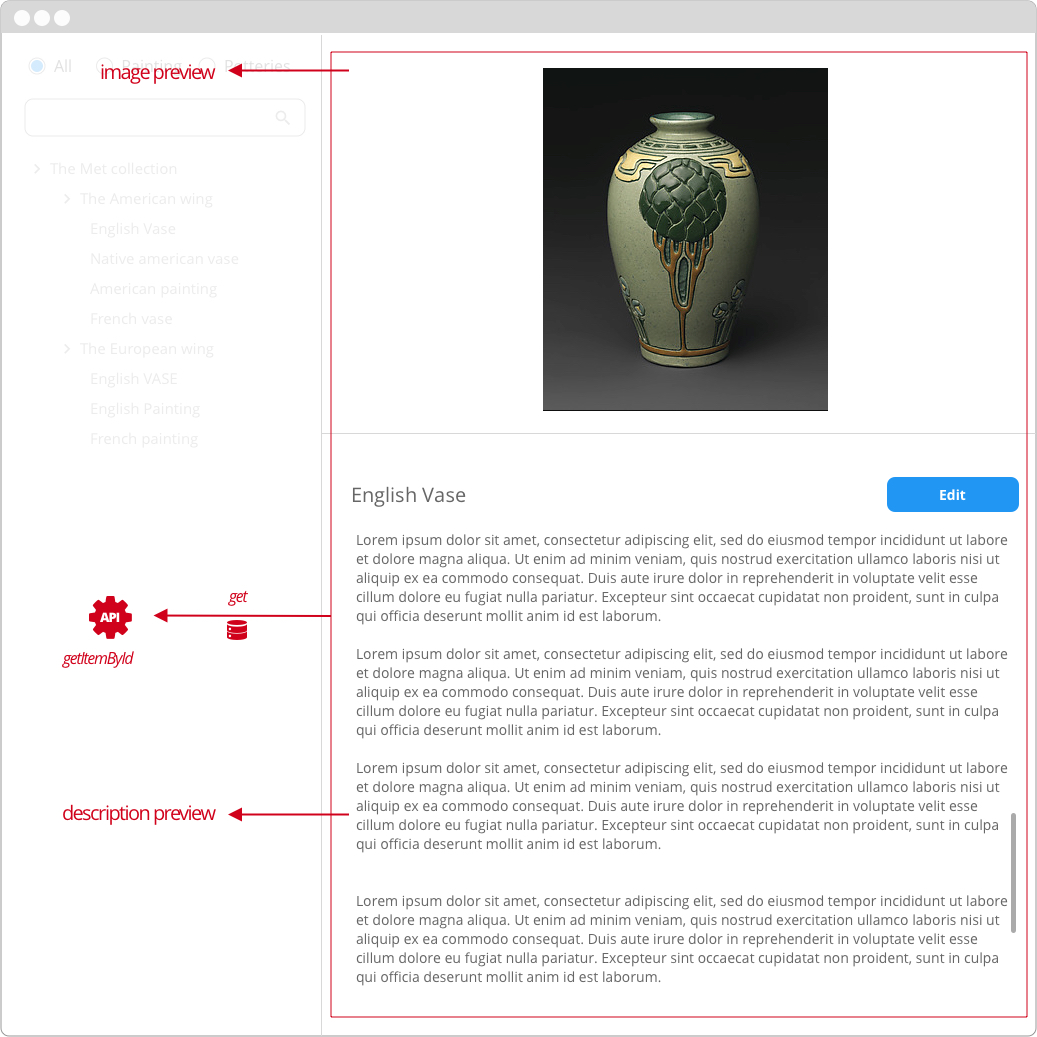 All
Painting
Potteries
image preview
The Met collection
The American wing
English Vase
Native american vase
American painting
French vase
The European wing
English VASE
English Painting
French painting
English Vase
Edit
Lorem ipsum dolor sit amet, consectetur adipiscing elit, sed do eiusmod tempor incididunt ut labore
et dolore magna aliqua. Ut enim ad minim veniam, quis nostrud exercitation ullamco laboris nisi ut
aliquip ex ea commodo consequat. Duis aute irure dolor in reprehenderit in voluptate velit esse
cillum dolore eu fugiat nulla pariatur. Excepteur sint occaecat cupidatat non proident, sunt in culpa
qui officia deserunt mollit anim id est laborum.
get
API
getItemById
Lorem ipsum dolor sit amet, consectetur adipiscing elit, sed do eiusmod tempor incididunt ut labore
et dolore magna aliqua. Ut enim ad minim veniam, quis nostrud exercitation ullamco laboris nisi ut
aliquip ex ea commodo consequat. Duis aute irure dolor in reprehenderit in voluptate velit esse
cillum dolore eu fugiat nulla pariatur. Excepteur sint occaecat cupidatat non proident, sunt in culpa
qui officia deserunt mollit anim id est laborum.
Lorem ipsum dolor sit amet, consectetur adipiscing elit, sed do eiusmod tempor incididunt ut labore
et dolore magna aliqua. Ut enim ad minim veniam, quis nostrud exercitation ullamco laboris nisi ut
aliquip ex ea commodo consequat. Duis aute irure dolor in reprehenderit in voluptate velit esse
cillum dolore eu fugiat nulla pariatur. Excepteur sint occaecat cupidatat non proident, sunt in culpa
qui officia deserunt mollit anim id est laborum.
description preview
Lorem ipsum dolor sit amet, consectetur adipiscing elit, sed do eiusmod tempor incididunt ut labore
et dolore magna aliqua. Ut enim ad minim veniam, quis nostrud exercitation ullamco laboris nisi ut
aliquip ex ea commodo consequat. Duis aute irure dolor in reprehenderit in voluptate velit esse
cillum dolore eu fugiat nulla pariatur. Excepteur sint occaecat cupidatat non proident, sunt in culpa
qui officia deserunt mollit anim id est laborum.